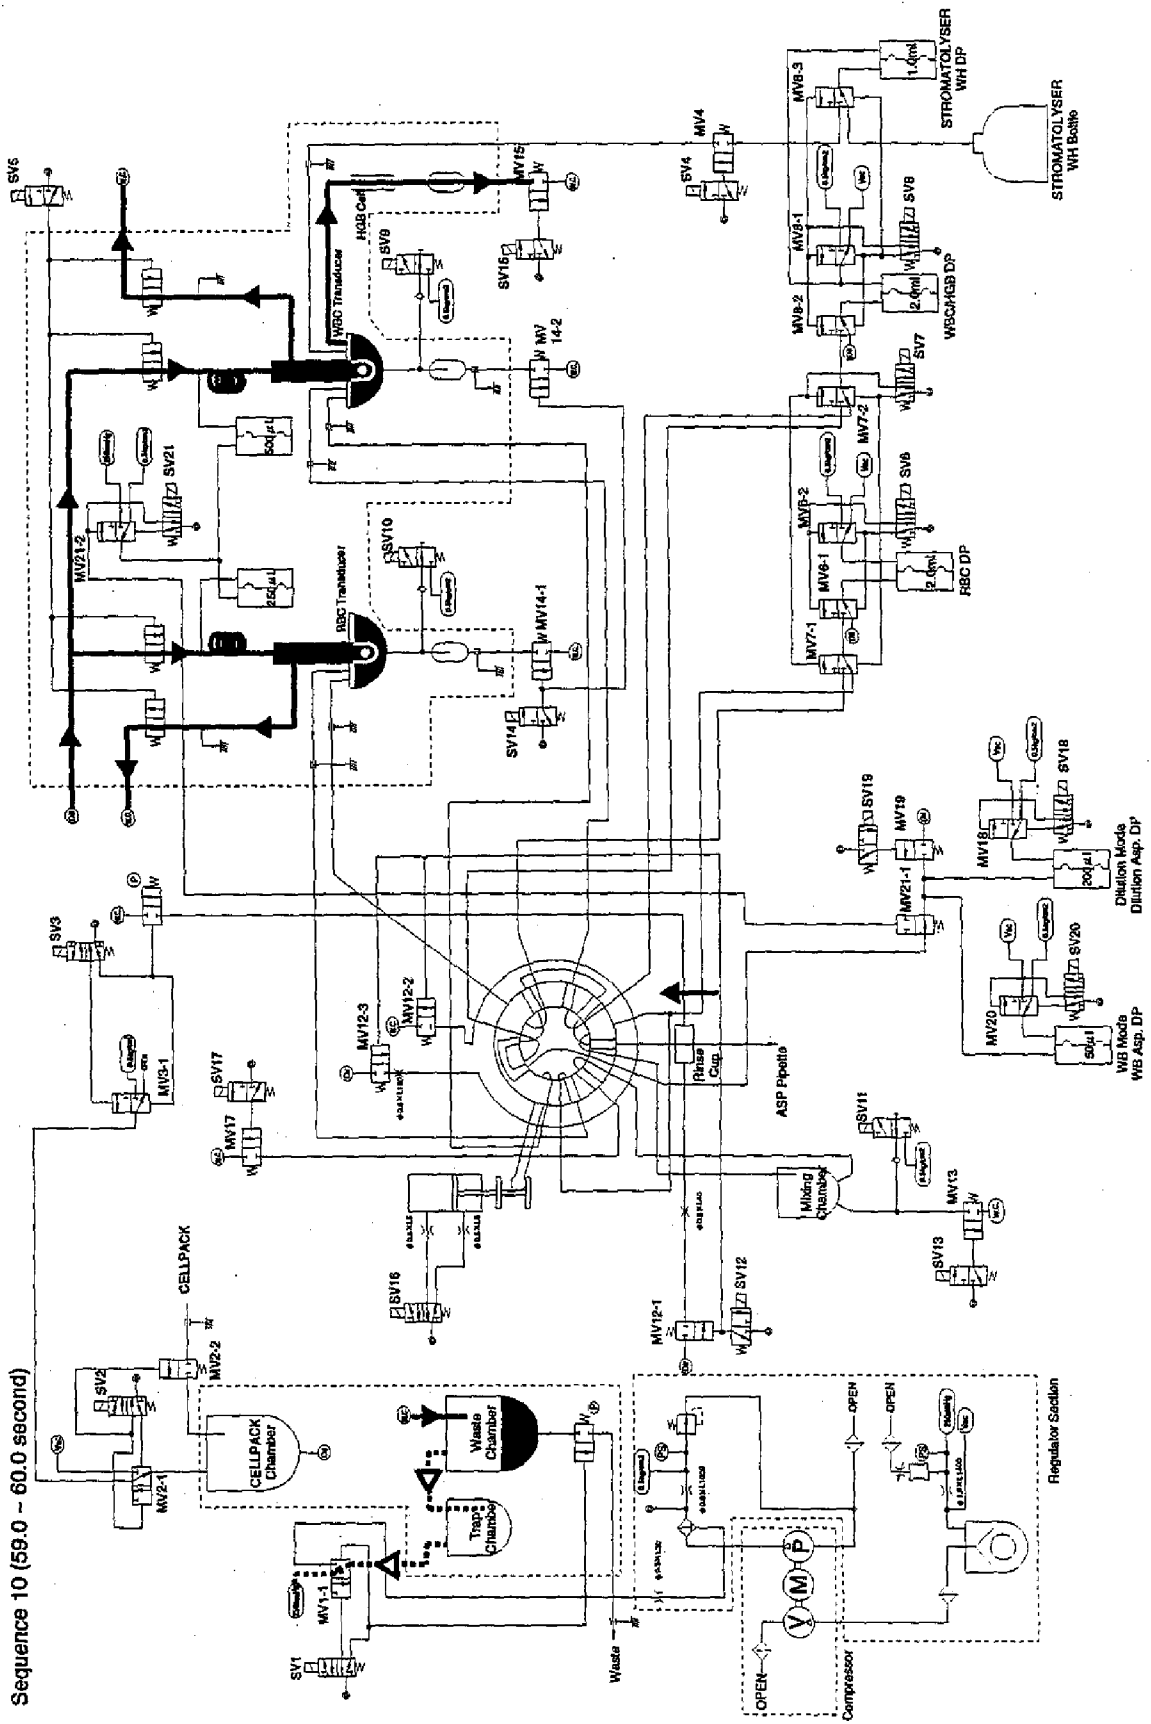 Sequence 10 (59.0 ~ 60.0 second)
SV1
MV1-1
SV2
MV2-1
MV2-2
CELLPACK
CELLPACK
Chamber
Trap
Chamber
Waste
Chamber
Waste
SV3
MV3-1
P
P
SV17
MV17
MV12-3
MV12-2
SV16
MV12-1
SV12
Rinse
Cup
ASP Pipette
Mixing
Chamber
SV11
MV13
SV13
Regulator Section
Compressor
OPEN
OPEN
OPEN
V
M
P
PS
PS
SV5
MV21-2
SV21
500µL
250µL
WBC Transducer
RBC Transducer
HGB Cell
MV15
SV15
SV9
MV
14-2
SV10
MV14-1
SV14
MV4
SV4
MV8-3
1.0ml
STROMATOLYSER
WH DP
STROMATOLYSER
WH Bottle
MV8-1
SV8
MV8-2
2.0ml
WBC/HGB DP
SV7
MV7-2
MV6-2
SV6
MV6-1
2.0ml
RBC DP
MV7-1
SV19
MV19
MV21-1
MV18
SV18
200µl
Dilution Mode
Dilution Asp. DP
MV20
SV20
50µl
WB Mode
WB Asp. DP
Vac
Vac
Vac
Vac